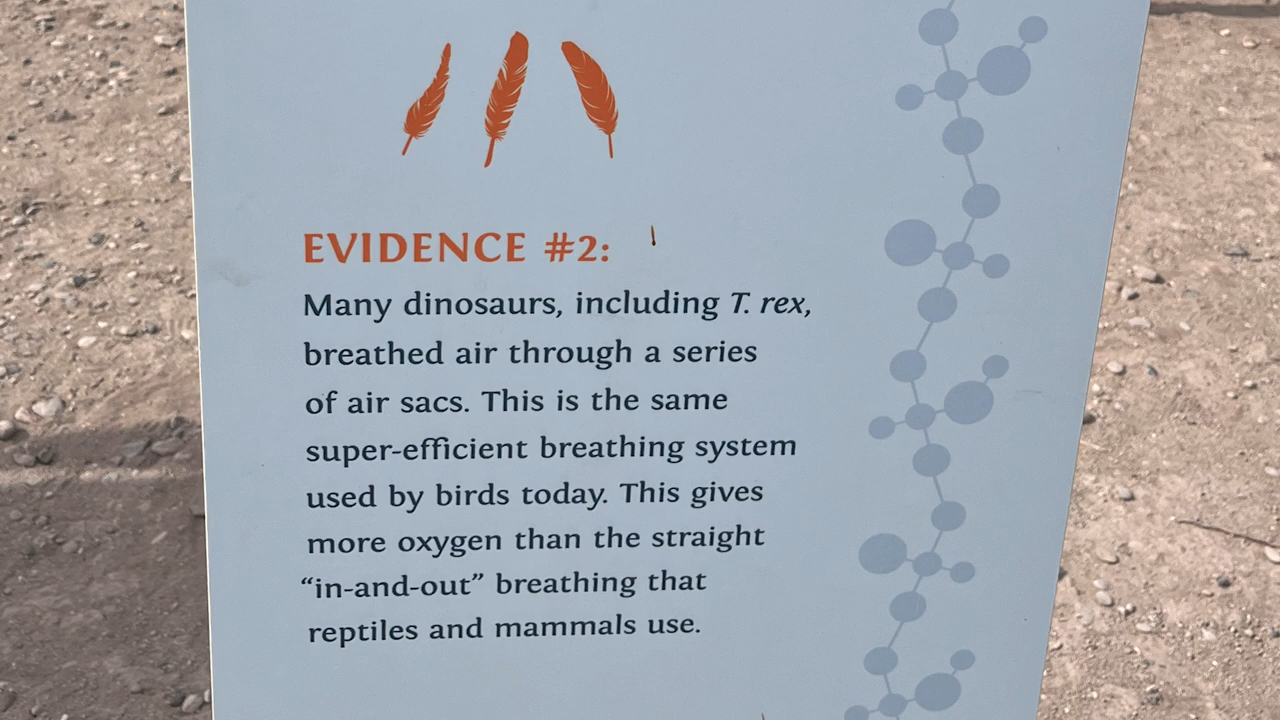 EVIDENCE #2:
Many dinosaurs, including T. rex,
breathed air through a series
of air sacs. This is the same
super-efficient breathing system
used by birds today. This gives
more oxygen than the straight
“in-and-out” breathing that
reptiles and mammals use.